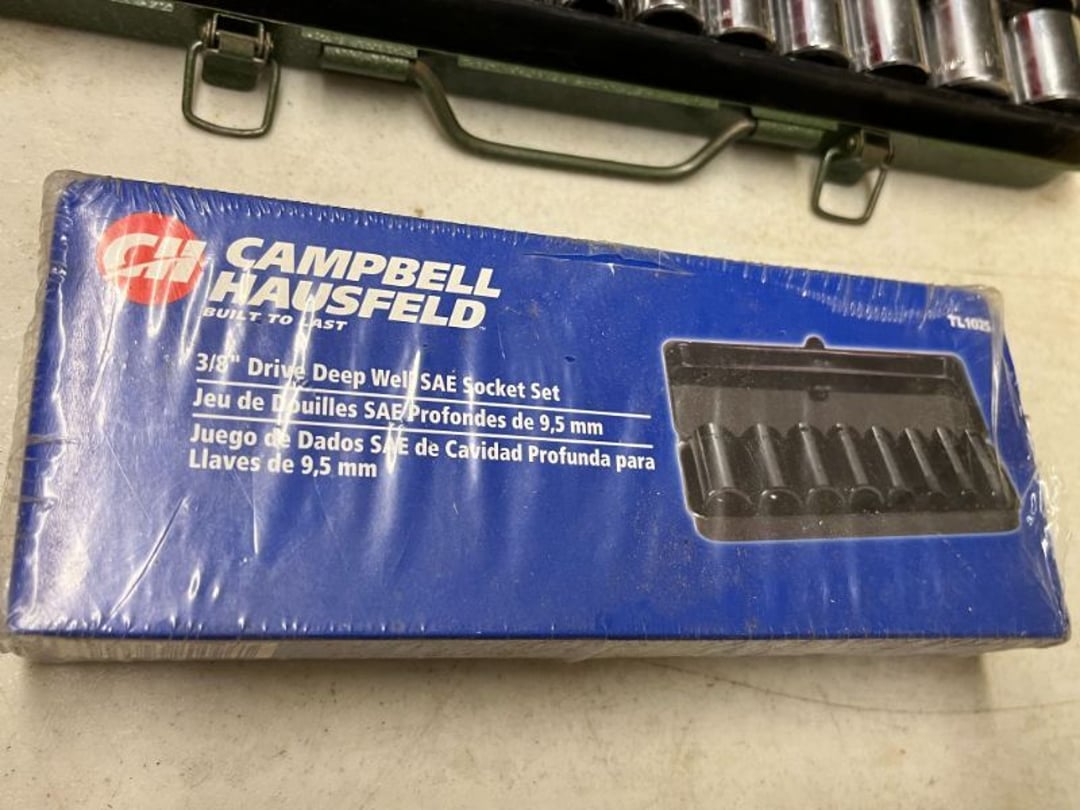 CH
CAMPBELL
HAUSFELD
BUILT TO LAST
TL1025
3/8" Drive Deep Well SAE Socket Set
Jeu de Douilles SAE Profondes de 9,5 mm
Juego de Dados SAE de Cavidad Profunda para
Llaves de 9,5 mm